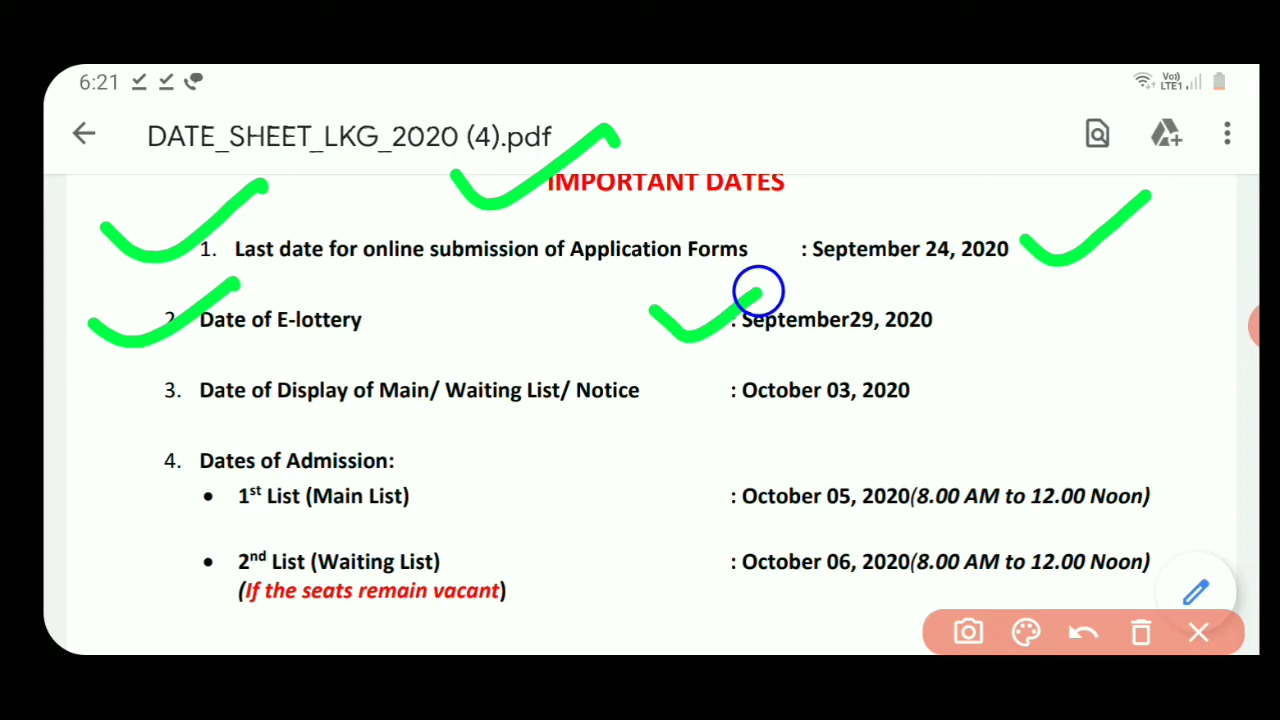 6:21
Vo))
LTE1
DATE_SHEET_LKG_2020 (4).pdf
IMPORTANT DATES
1. Last date for online submission of Application Forms : September 24, 2020
2. Date of E-lottery : September29, 2020
3. Date of Display of Main/ Waiting List/ Notice : October 03, 2020
4. Dates of Admission:
• 1st List (Main List) : October 05, 2020(8.00 AM to 12.00 Noon)
• 2nd List (Waiting List) : October 06, 2020(8.00 AM to 12.00 Noon)
(If the seats remain vacant)